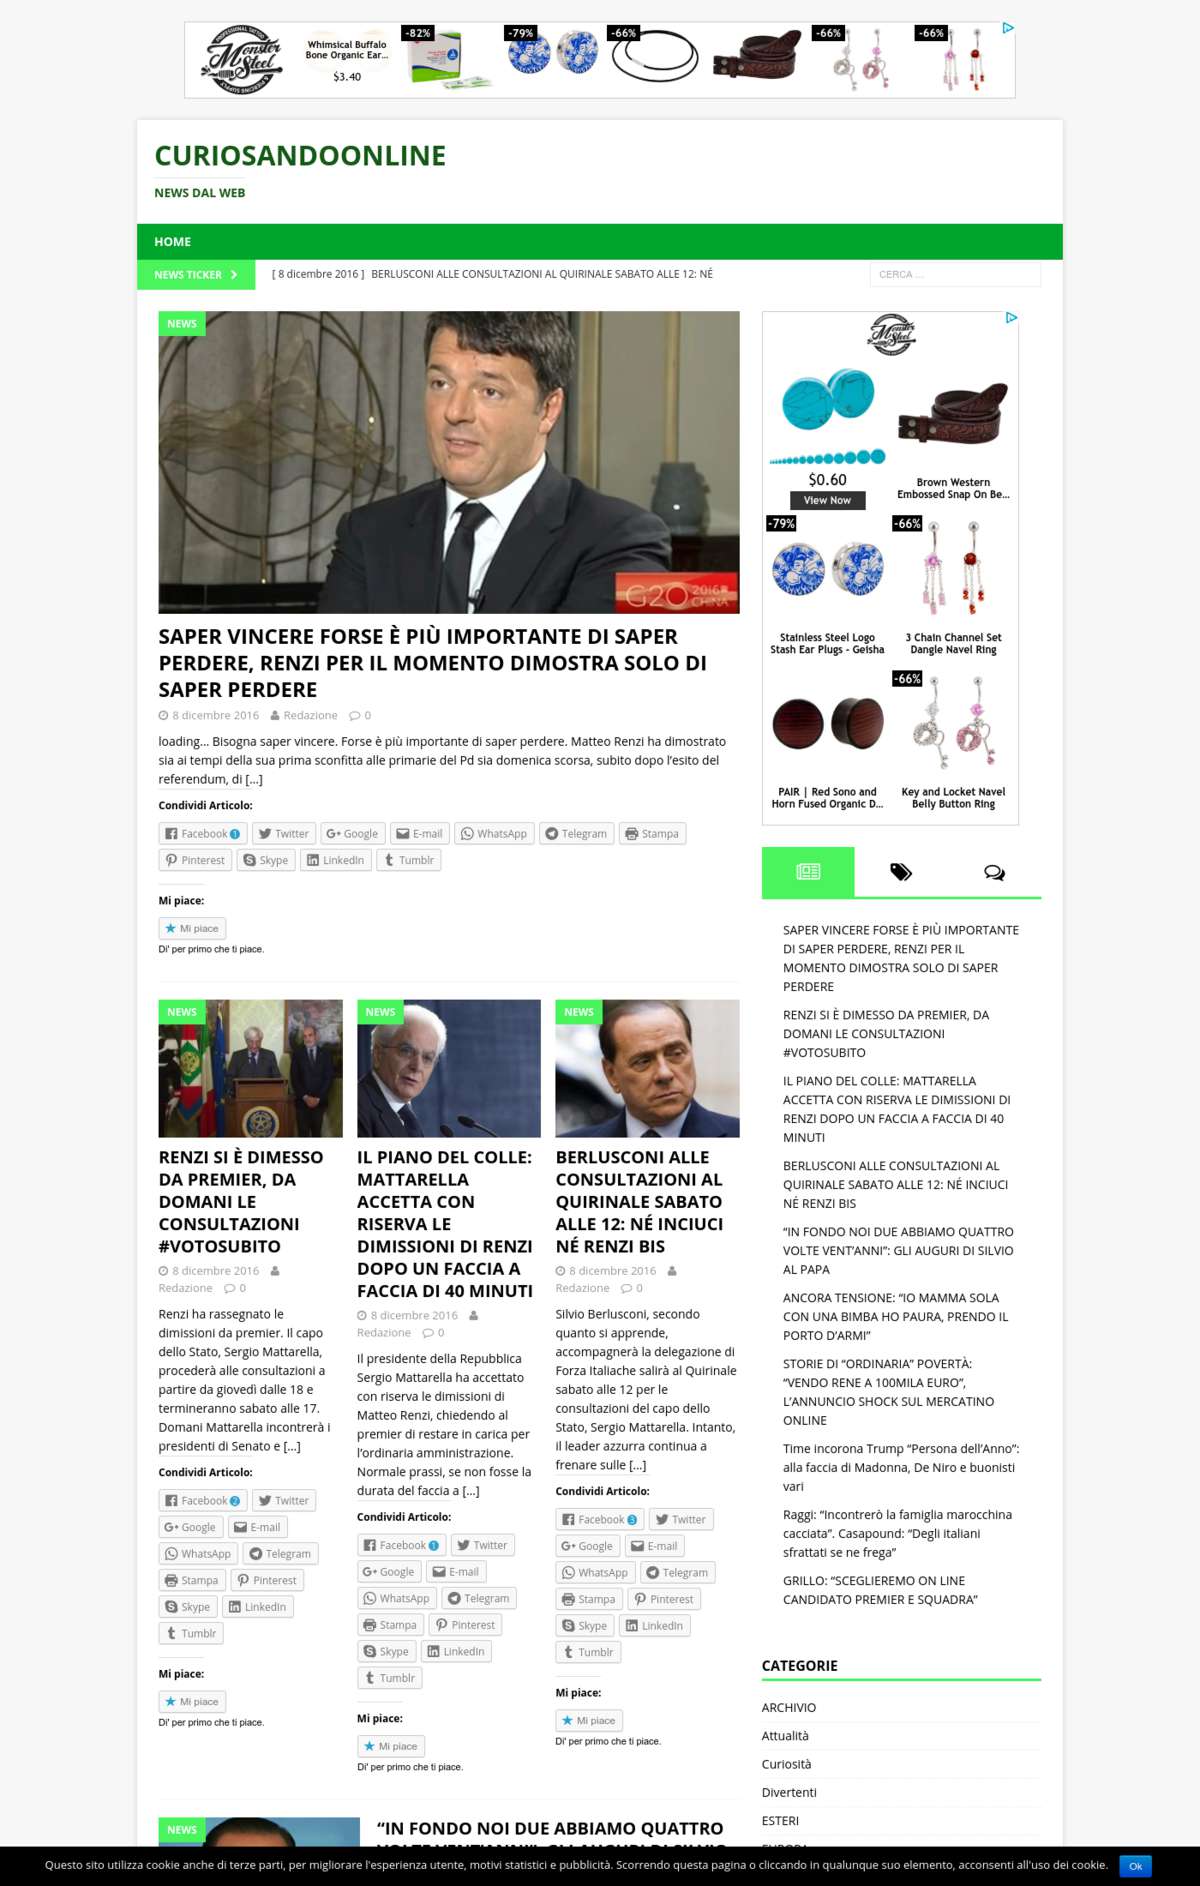 Whimsical Buffalo
Bone Organic Ear...
$3.40
-82%
-79%
-66%
-66%
-66%
CURIOSANDOONLINE
NEWS DAL WEB
HOME
NEWS TICKER
[ 8 dicembre 2016 ] BERLUSCONI ALLE CONSULTAZIONI AL QUIRINALE SABATO ALLE 12: NÉ
CERCA ...
NEWS
G20 2016 CHINA
SAPER VINCERE FORSE È PIÙ IMPORTANTE DI SAPER
PERDERE, RENZI PER IL MOMENTO DIMOSTRA SOLO DI
SAPER PERDERE
8 dicembre 2016 Redazione 0
loading... Bisogna saper vincere. Forse è più importante di saper perdere. Matteo Renzi ha dimostrato
sia ai tempi della sua prima sconfitta alle primarie del Pd sia domenica scorsa, subito dopo l'esito del
referendum, di [...]
Condividi Articolo:
Facebook 1 Twitter Google E-mail WhatsApp Telegram Stampa
Pinterest Skype LinkedIn Tumblr
Mi piace:
Mi piace
Di' per primo che ti piace.
NEWS
RENZI SI È DIMESSO
DA PREMIER, DA
DOMANI LE
CONSULTAZIONI
#VOTOSUBITO
8 dicembre 2016
Redazione 0
Renzi ha rassegnato le
dimissioni da premier. Il capo
dello Stato, Sergio Mattarella,
procederà alle consultazioni a
partire da giovedì dalle 18 e
termineranno sabato alle 17.
Domani Mattarella incontrerà i
presidenti di Senato e [...]
Condividi Articolo:
Facebook 2 Twitter
Google E-mail
WhatsApp Telegram
Stampa Pinterest
Skype LinkedIn
Tumblr
Mi piace:
Mi piace
Di' per primo che ti piace.
NEWS
IL PIANO DEL COLLE:
MATTARELLA
ACCETTA CON
RISERVA LE
DIMISSIONI DI RENZI
DOPO UN FACCIA A
FACCIA DI 40 MINUTI
8 dicembre 2016
Redazione 0
Il presidente della Repubblica
Sergio Mattarella ha accettato
con riserva le dimissioni di
Matteo Renzi, chiedendo al
premier di restare in carica per
l'ordinaria amministrazione.
Normale prassi, se non fosse la
durata del faccia a [...]
Condividi Articolo:
Facebook 1 Twitter
Google E-mail
WhatsApp Telegram
Stampa Pinterest
Skype LinkedIn
Tumblr
Mi piace:
Mi piace
Di' per primo che ti piace.
NEWS
BERLUSCONI ALLE
CONSULTAZIONI AL
QUIRINALE SABATO
ALLE 12: NÉ INCIUCI
NÉ RENZI BIS
8 dicembre 2016
Redazione 0
Silvio Berlusconi, secondo
quanto si apprende,
accompagnerà la delegazione di
Forza Italiache salirà al Quirinale
sabato alle 12 per le
consultazioni del capo dello
Stato, Sergio Mattarella. Intanto,
il leader azzurra continua a
frenare sulle [...]
Condividi Articolo:
Facebook 3 Twitter
Google E-mail
WhatsApp Telegram
Stampa Pinterest
Skype LinkedIn
Tumblr
Mi piace:
Mi piace
Di' per primo che ti piace.
NEWS
“IN FONDO NOI DUE ABBIAMO QUATTRO
$0.60
View Now
Brown Western
Embossed Snap On Be...
-79%
-66%
Stainless Steel Logo
Stash Ear Plugs - Geisha
3 Chain Channel Set
Dangle Navel Ring
-66%
PAIR | Red Sono and
Horn Fused Organic D...
Key and Locket Navel
Belly Button Ring
SAPER VINCERE FORSE È PIÙ IMPORTANTE
DI SAPER PERDERE, RENZI PER IL
MOMENTO DIMOSTRA SOLO DI SAPER
PERDERE
RENZI SI È DIMESSO DA PREMIER, DA
DOMANI LE CONSULTAZIONI
#VOTOSUBITO
IL PIANO DEL COLLE: MATTARELLA
ACCETTA CON RISERVA LE DIMISSIONI DI
RENZI DOPO UN FACCIA A FACCIA DI 40
MINUTI
BERLUSCONI ALLE CONSULTAZIONI AL
QUIRINALE SABATO ALLE 12: NÉ INCIUCI
NÉ RENZI BIS
“IN FONDO NOI DUE ABBIAMO QUATTRO
VOLTE VENT'ANNI”: GLI AUGURI DI SILVIO
AL PAPA
ANCORA TENSIONE: “IO MAMMA SOLA
CON UNA BIMBA HO PAURA, PRENDO IL
PORTO D'ARMI”
STORIE DI “ORDINARIA” POVERTÀ:
“VENDO RENE A 100MILA EURO”,
L'ANNUNCIO SHOCK SUL MERCATINO
ONLINE
Time incorona Trump “Persona dell'Anno”:
alla faccia di Madonna, De Niro e buonisti
vari
Raggi: “Incontrerò la famiglia marocchina
cacciata”. Casapound: “Degli italiani
sfrattati se ne frega”
GRILLO: “SCEGLIEREMO ON LINE
CANDIDATO PREMIER E SQUADRA”
CATEGORIE
ARCHIVIO
Attualità
Curiosità
Divertenti
ESTERI
Questo sito utilizza cookie anche di terze parti, per migliorare l'esperienza utente, motivi statistici e pubblicità. Scorrendo questa pagina o cliccando in qualunque suo elemento, acconsenti all'uso dei cookie. Ok